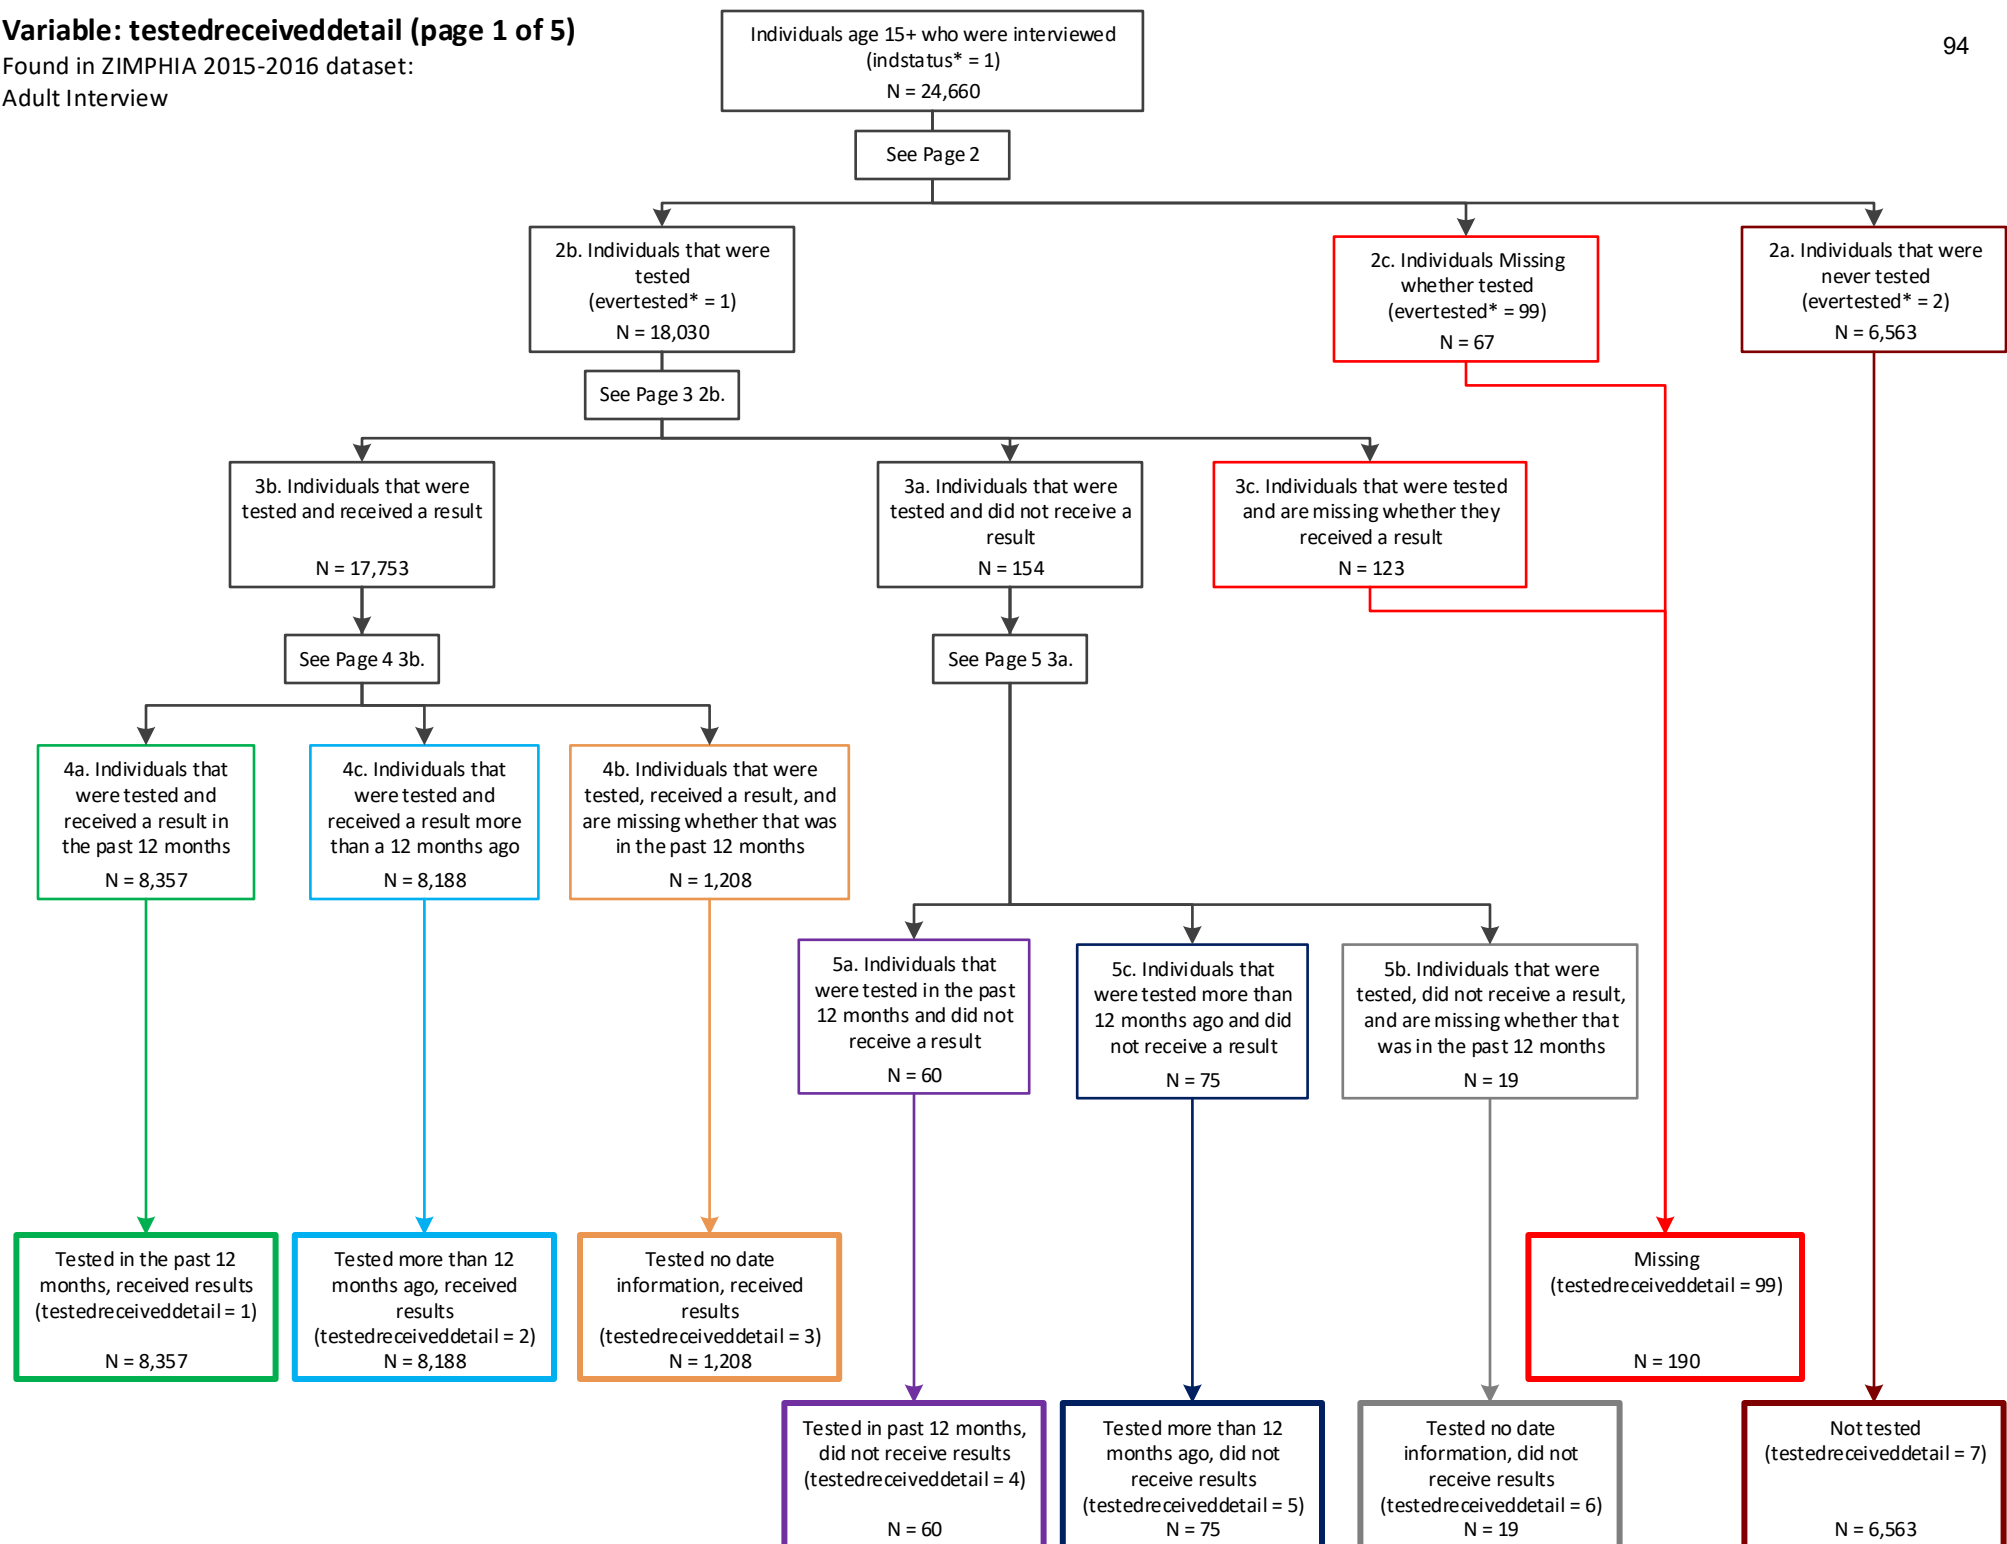 Variable: testedreceiveddetail (page 1 of 5)
Found in ZIMPHIA 2015-2016 dataset:
Adult Interview
94
Individuals age 15+ who were interviewed
(indstatus* = 1)
N = 24,660
See Page 2
2b. Individuals that were
tested
(evertested* = 1)
N = 18,030
2c. Individuals Missing
whether tested
(evertested* = 99)
N = 67
2a. Individuals that were
never tested
(evertested* = 2)
N = 6,563
See Page 3 2b.
3b. Individuals that were
tested and received a result
N = 17,753
3a. Individuals that were
tested and did not receive a
result
N = 154
3c. Individuals that were tested
and are missing whether they
received a result
N = 123
See Page 4 3b.
See Page 5 3a.
4a. Individuals that
were tested and
received a result in
the past 12 months
N = 8,357
4c. Individuals that
were tested and
received a result more
than a 12 months ago
N = 8,188
4b. Individuals that were
tested, received a result, and
are missing whether that was
in the past 12 months
N = 1,208
5a. Individuals that
were tested in the past
12 months and did not
receive a result
N = 60
5c. Individuals that
were tested more than
12 months ago and did
not receive a result
N = 75
5b. Individuals that were
tested, did not receive a result,
and are missing whether that
was in the past 12 months
N = 19
Tested in the past 12
months, received results
(testedreceiveddetail = 1)
N = 8,357
Tested more than 12
months ago, received
results
(testedreceiveddetail = 2)
N = 8,188
Tested no date
information, received
results
(testedreceiveddetail = 3)
N = 1,208
Missing
(testedreceiveddetail = 99)
N = 190
Tested in past 12 months,
did not receive results
(testedreceiveddetail = 4)
N = 60
Tested more than 12
months ago, did not
receive results
(testedreceiveddetail = 5)
N = 75
Tested no date
information, did not
receive results
(testedreceiveddetail = 6)
N = 19
Not tested
(testedreceiveddetail = 7)
N = 6,563